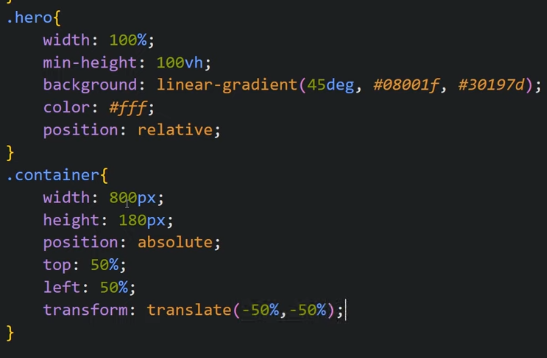 }
.hero{
width: 100%;
min-height: 100vh;
background: linear-gradient(45deg, #08001f, #30197d);
color: #fff;
position: relative;
}
.container{
width: 800px;
height: 180px;
position: absolute;
top: 50%;
left: 50%;
transform: translate(-50%,-50%);
}